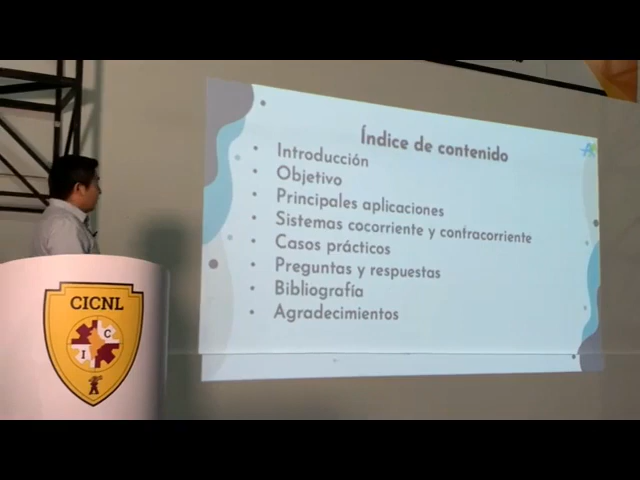 Índice de contenido
• Introducción
• Objetivo
• Principales aplicaciones
• Sistemas cocorriente y contracorriente
• Casos prácticos
• Preguntas y respuestas
• Bibliografía
• Agradecimientos
CICNL
C
I